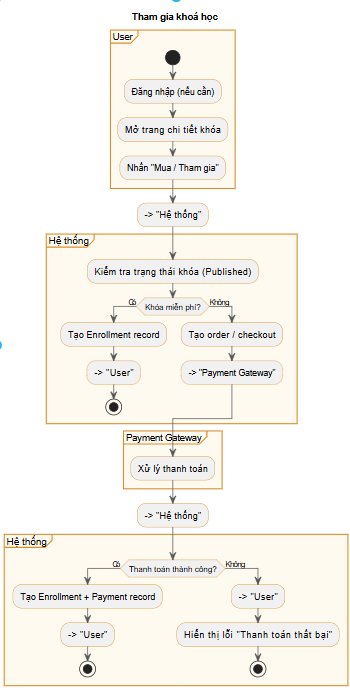 Tham gia khoá học
User
Đăng nhập (nếu cần)
Mở trang chi tiết khóa
Nhấn "Mua / Tham gia"
-> "Hệ thống"
Hệ thống
Kiểm tra trạng thái khóa (Published)
Có
Khóa miễn phí?
Không
Tạo Enrollment record
Tạo order / checkout
-> "User"
-> "Payment Gateway"
Payment Gateway
Xử lý thanh toán
-> "Hệ thống"
Hệ thống
Có
Thanh toán thành công?
Không
Tạo Enrollment + Payment record
-> "User"
-> "User"
Hiển thị lỗi "Thanh toán thất bại"